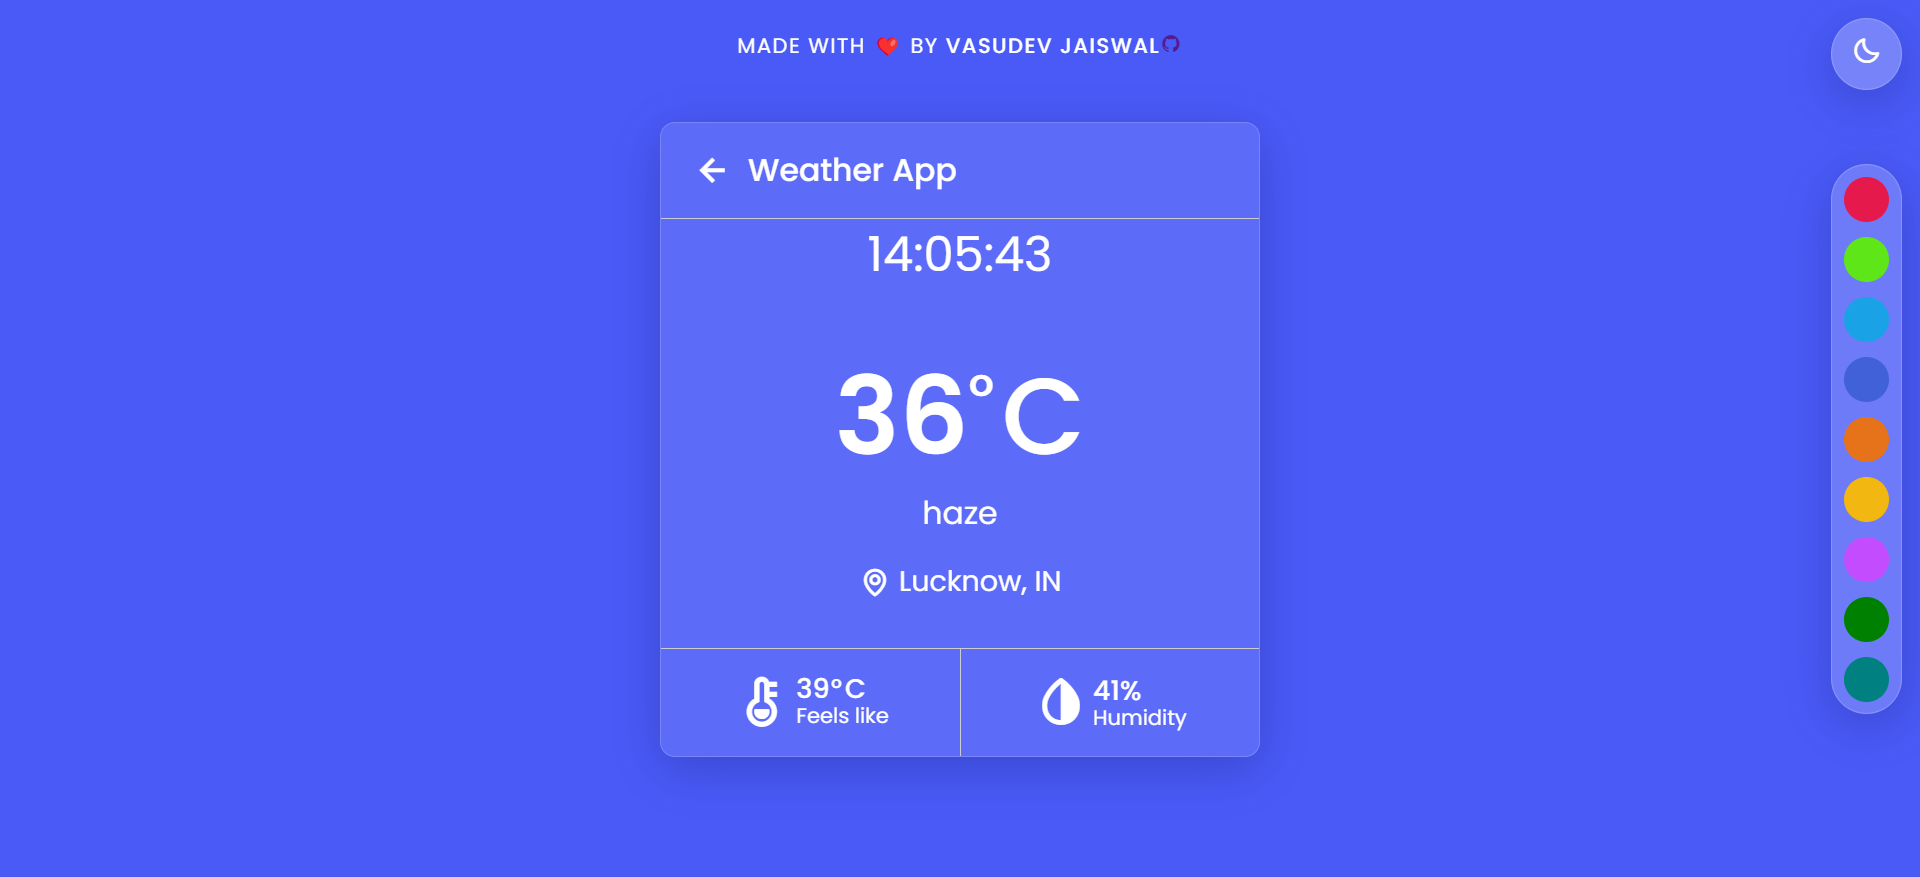 MADE WITH ❤️ BY VASUDEV JAISWAL
Weather App
14:05:43
36°C
haze
Lucknow, IN
39°C
Feels like
41%
Humidity